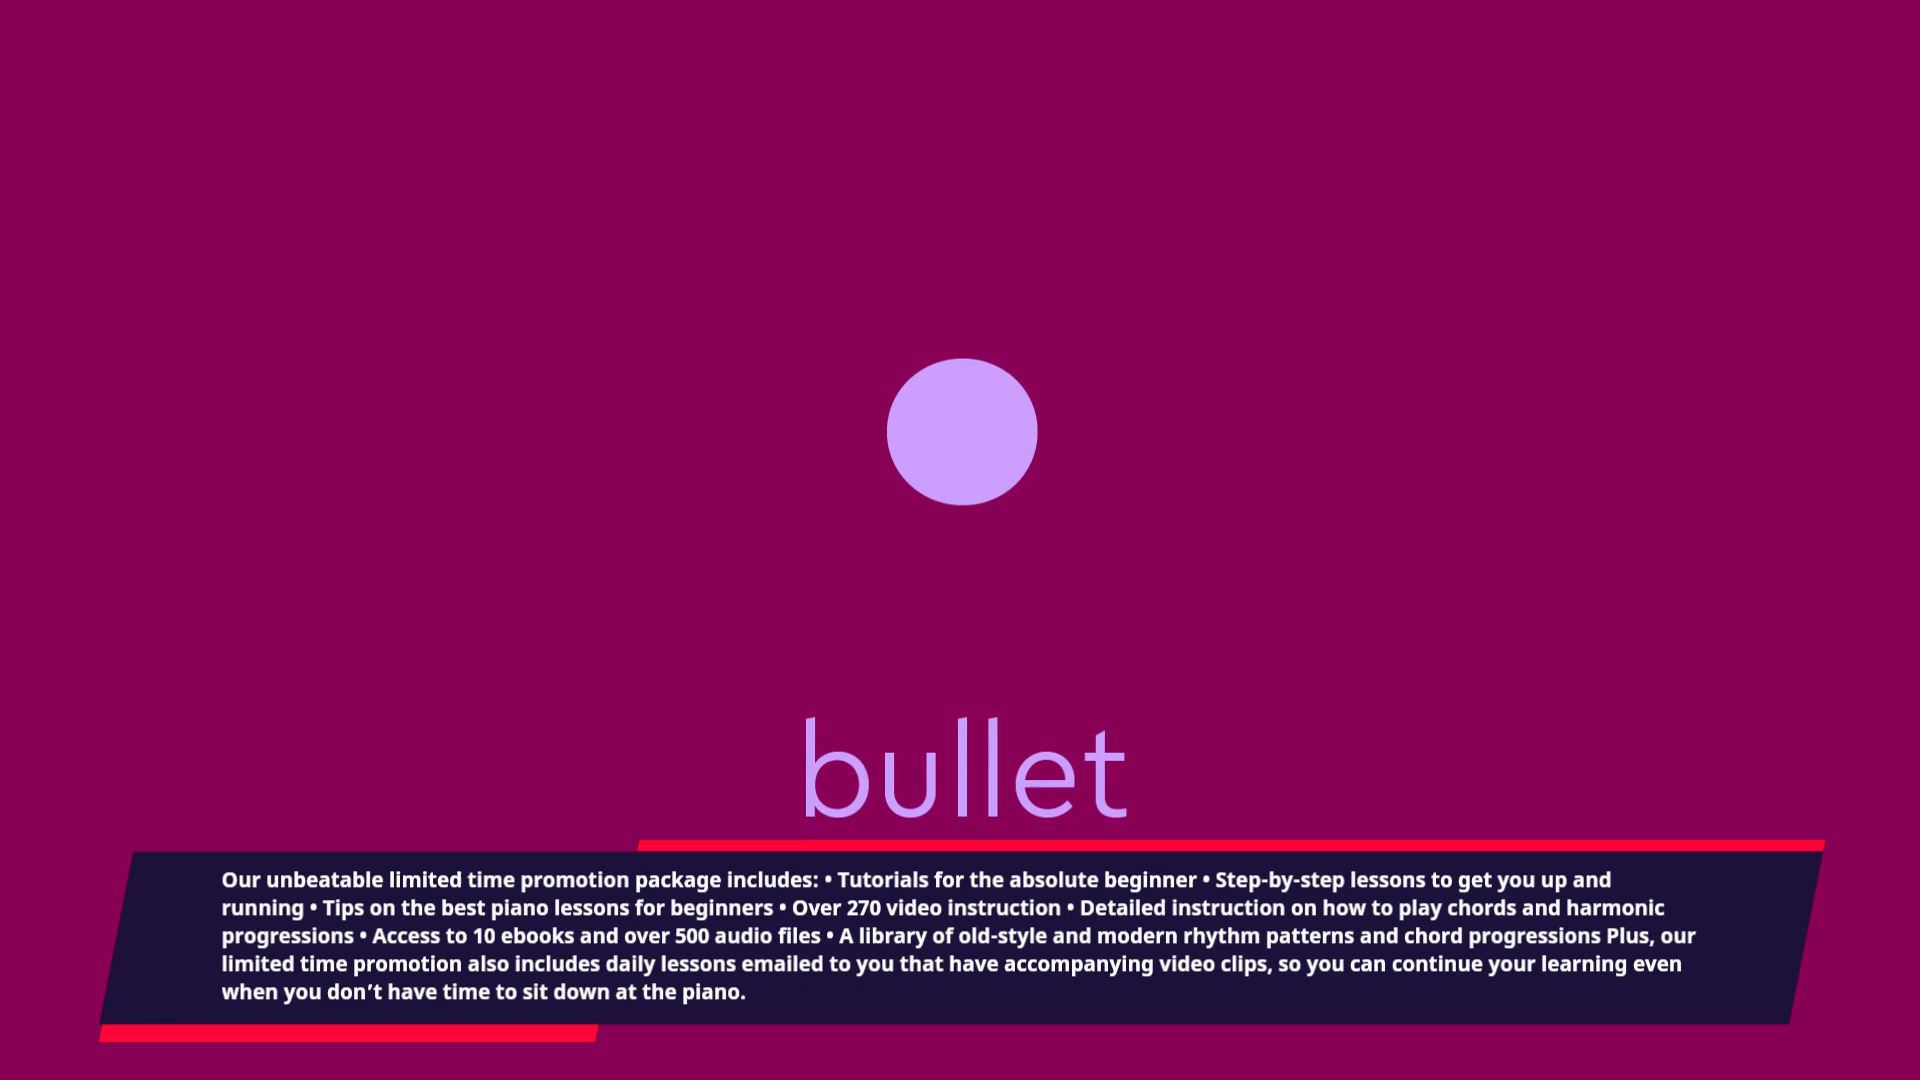 bullet
Our unbeatable limited time promotion package includes: • Tutorials for the absolute beginner • Step-by-step lessons to get you up and
running • Tips on the best piano lessons for beginners • Over 270 video instruction • Detailed instruction on how to play chords and harmonic
progressions • Access to 10 ebooks and over 500 audio files • A library of old-style and modern rhythm patterns and chord progressions Plus, our
limited time promotion also includes daily lessons emailed to you that have accompanying video clips, so you can continue your learning even
when you don’t have time to sit down at the piano.